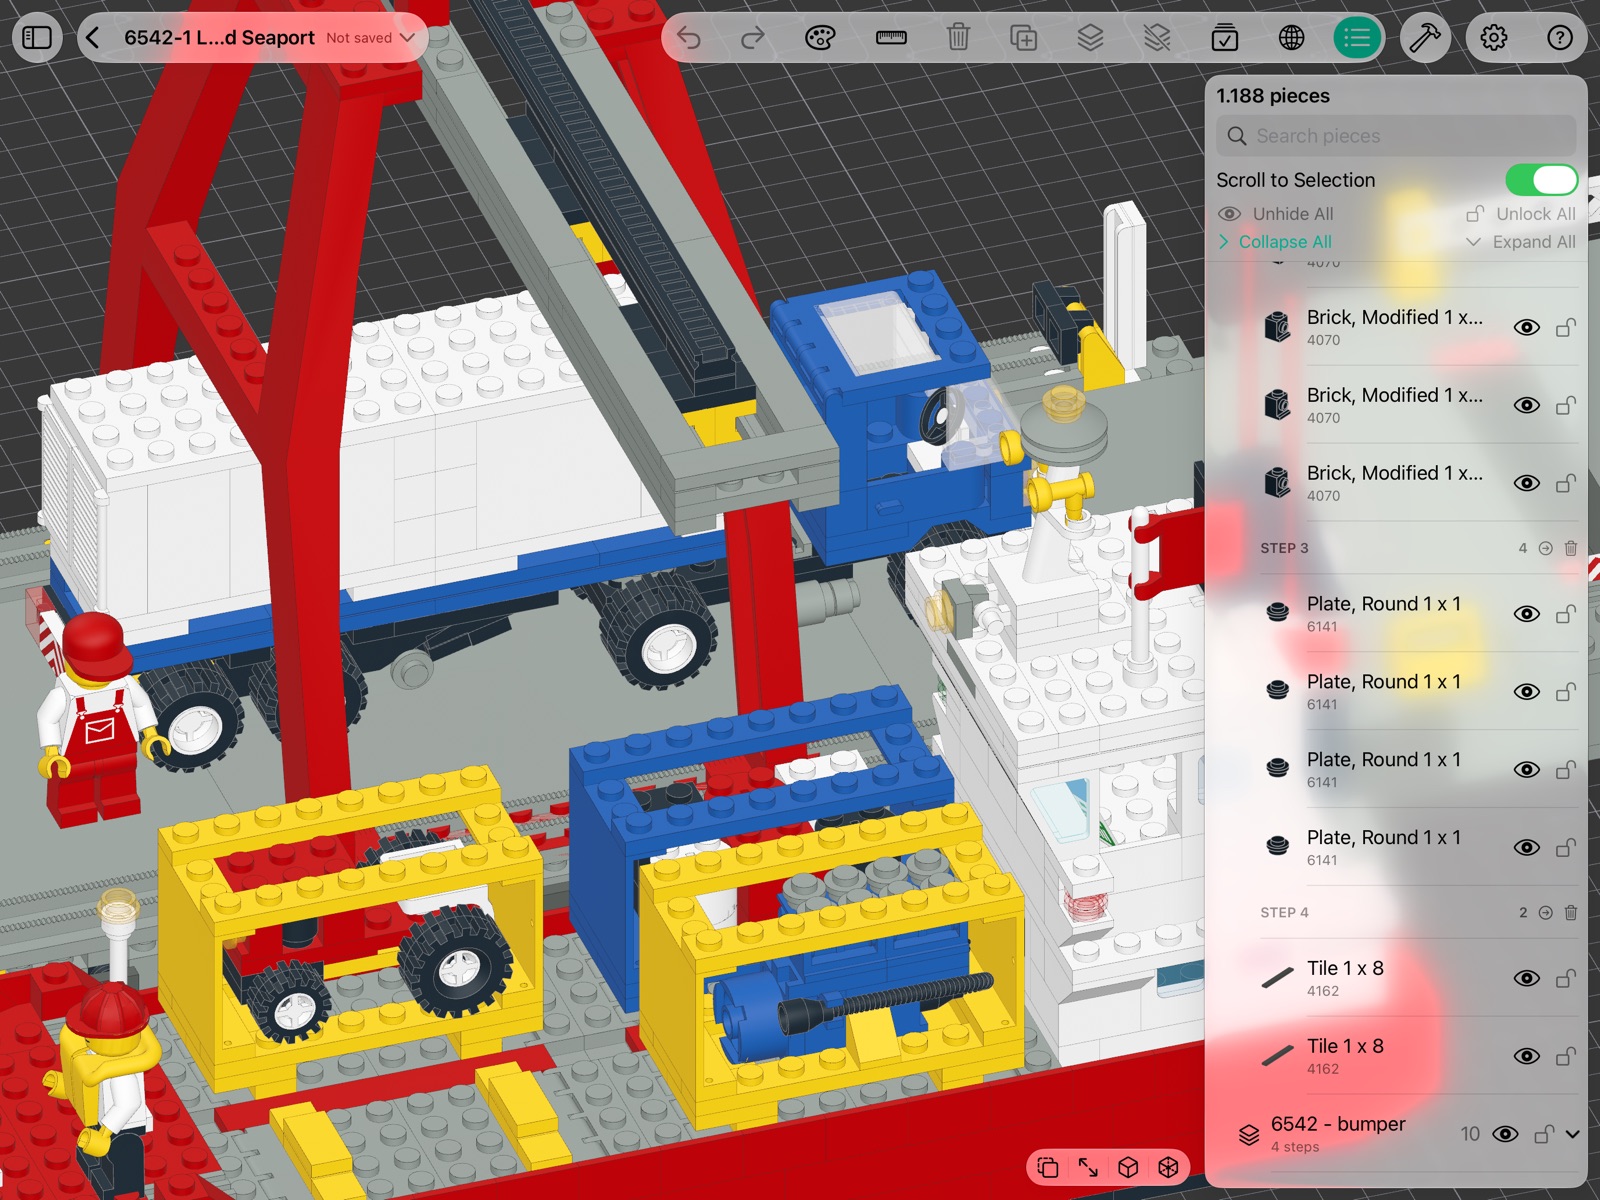 6542-1 L...d Seaport Not saved
1.188 pieces
Search pieces
Scroll to Selection
Unhide All Unlock All
Collapse All Expand All
4070
Brick, Modified 1 x...
4070
Brick, Modified 1 x...
4070
Brick, Modified 1 x...
4070
STEP 3 4
Plate, Round 1 x 1
6141
Plate, Round 1 x 1
6141
Plate, Round 1 x 1
6141
Plate, Round 1 x 1
6141
STEP 4 2
Tile 1 x 8
4162
Tile 1 x 8
4162
6542 - bumper 10
4 steps